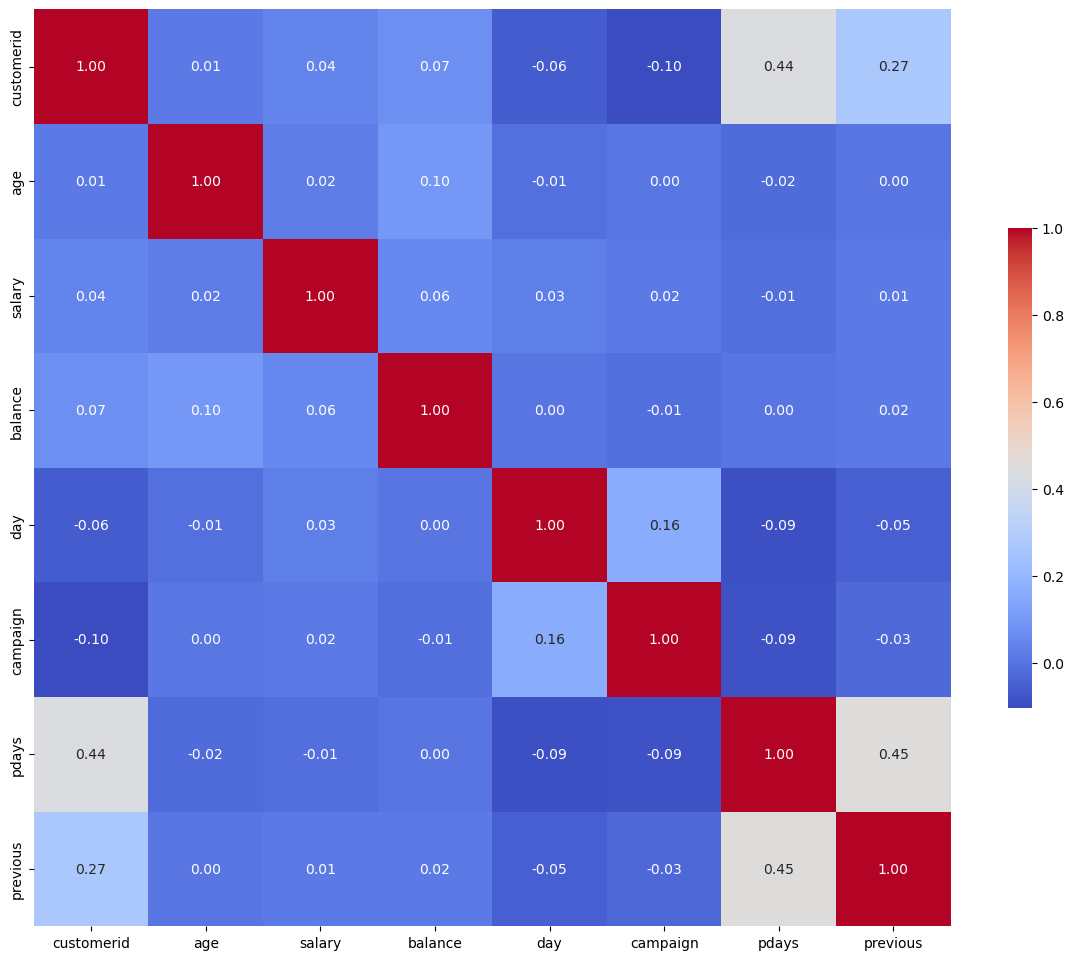 customerid 1.00 0.01 0.04 0.07 -0.06 -0.10 0.44 0.27
age 0.01 1.00 0.02 0.10 -0.01 0.00 -0.02 0.00
salary 0.04 0.02 1.00 0.06 0.03 0.02 -0.01 0.01
balance 0.07 0.10 0.06 1.00 0.00 -0.01 0.00 0.02
day -0.06 -0.01 0.03 0.00 1.00 0.16 -0.09 -0.05
campaign -0.10 0.00 0.02 -0.01 0.16 1.00 -0.09 -0.03
pdays 0.44 -0.02 -0.01 0.00 -0.09 -0.09 1.00 0.45
previous 0.27 0.00 0.01 0.02 -0.05 -0.03 0.45 1.00
customerid age salary balance day campaign pdays previous
1.0
0.8
0.6
0.4
0.2
0.0